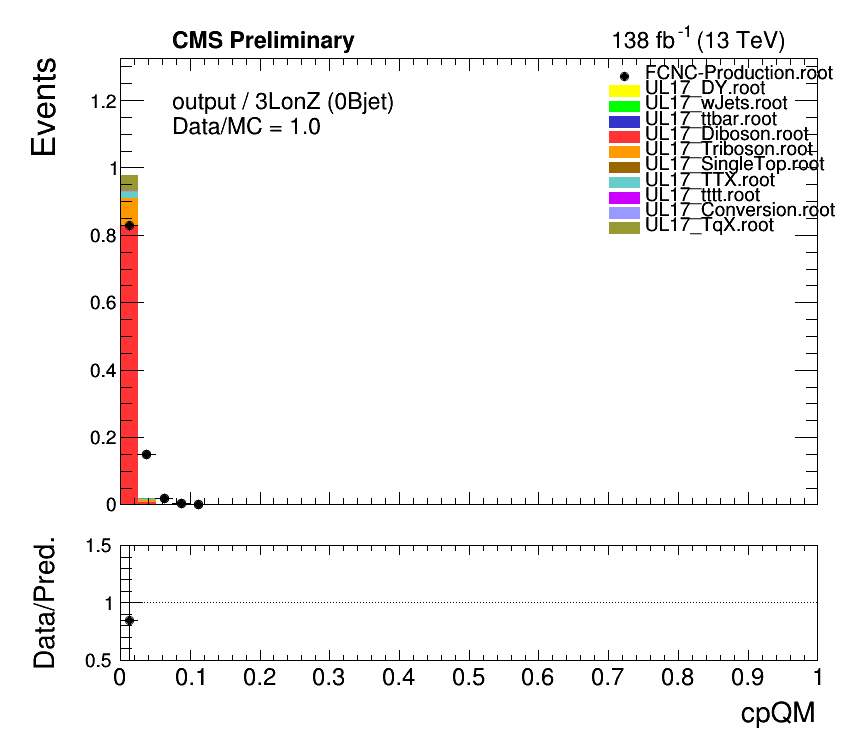 CMS Preliminary
138 fb-1 (13 TeV)
Events
output / 3LonZ (0Bjet)
Data/MC = 1.0
FCNC-Production.root
UL17_DY.root
UL17_wJets.root
UL17_ttbar.root
UL17_Diboson.root
UL17_Triboson.root
UL17_SingleTop.root
UL17_TTX.root
UL17_tttt.root
UL17_Conversion.root
UL17_TqX.root
1.2
1
0.8
0.6
0.4
0.2
0
Data/Pred.
1.5
1
0.5
0 0.1 0.2 0.3 0.4 0.5 0.6 0.7 0.8 0.9 1
cpQM